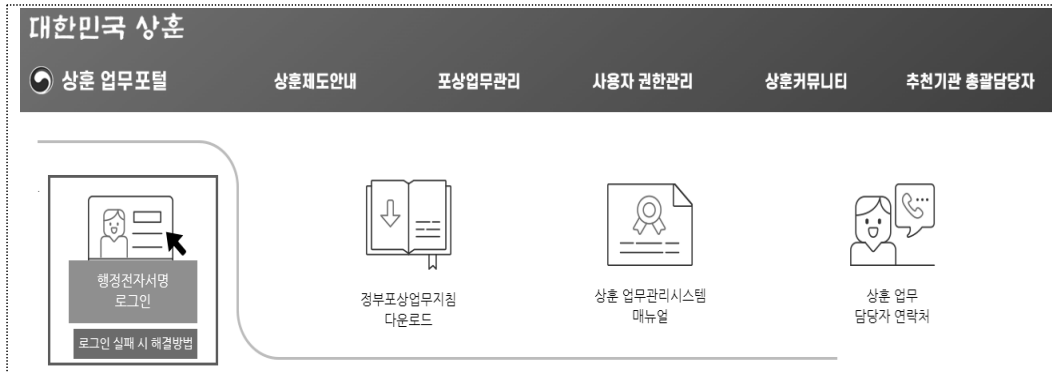 대한민국 상훈
상훈 업무포털
상훈제도안내
포상업무관리
사용자 권한관리
상훈커뮤니티
추천기관 총괄담당자
행정전자서명
로그인
로그인 실패 시 해결방법
정부포상업무지침
다운로드
상훈 업무관리시스템
매뉴얼
상훈 업무
담당자 연락처